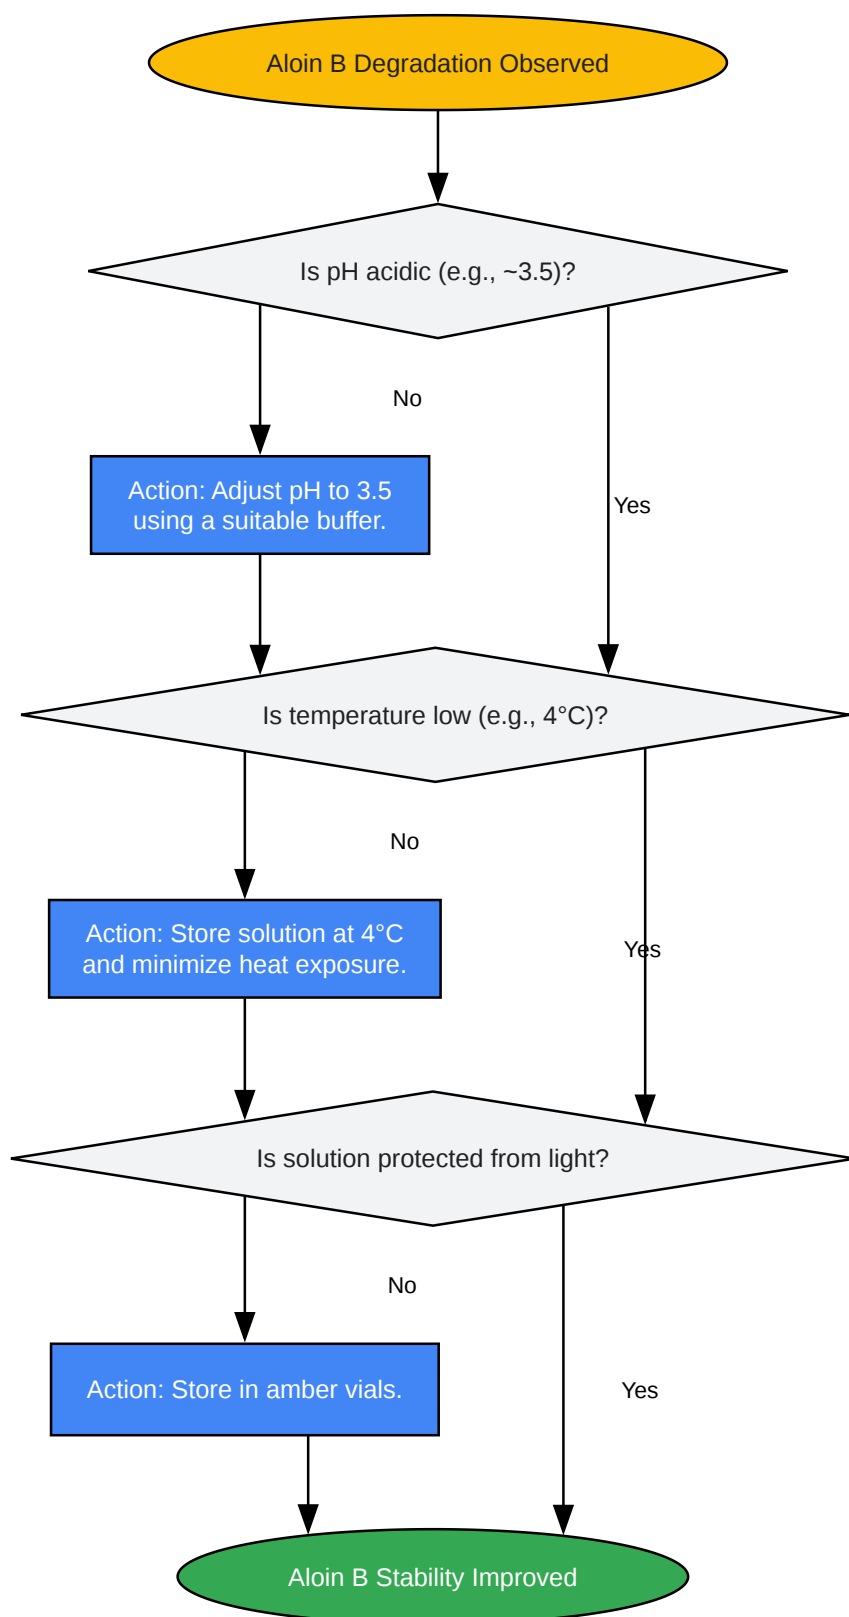 Aloin B Degradation Observed
Is pH acidic (e.g., ~3.5)?
No
Action: Adjust pH to 3.5
using a suitable buffer.
Yes
Is temperature low (e.g., 4°C)?
No
Action: Store solution at 4°C
and minimize heat exposure.
Yes
Is solution protected from light?
No
Action: Store in amber vials.
Yes
Aloin B Stability Improved